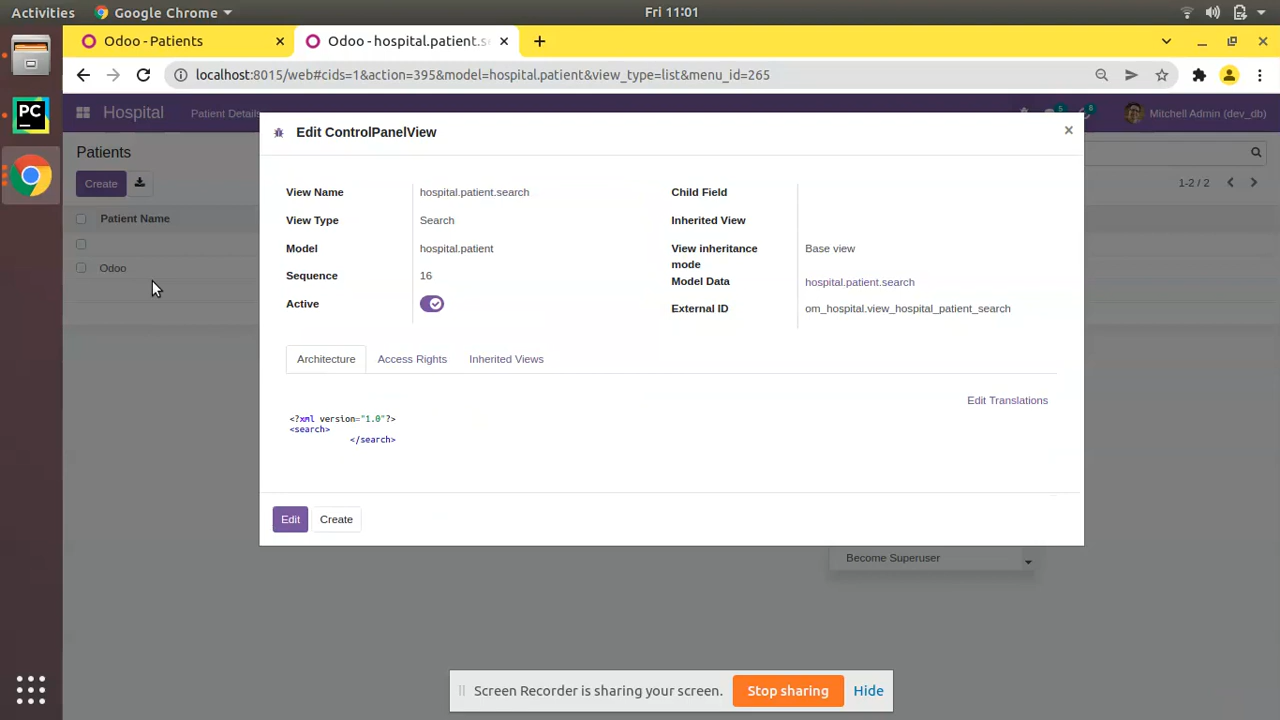 Activities Google Chrome Fri 11:01
Odoo - Patients × Odoo - hospital.patient.s × +
localhost:8015/web#cids=1&action=395&model=hospital.patient&view_type=list&menu_id=265
Hospital Patient Details 5 8 Mitchell Admin (dev_db)
Edit ControlPanelView ×
Patients
Create 1-2 / 2
Patient Name
Odoo
View Name hospital.patient.search Child Field
View Type Search Inherited View
Model hospital.patient View inheritance mode Base view
Sequence 16 Model Data hospital.patient.search
Active External ID om_hospital.view_hospital_patient_search
Architecture Access Rights Inherited Views
Edit Translations
<?xml version="1.0"?>
<search>
</search>
Edit Create
Become Superuser
Screen Recorder is sharing your screen. Stop sharing Hide